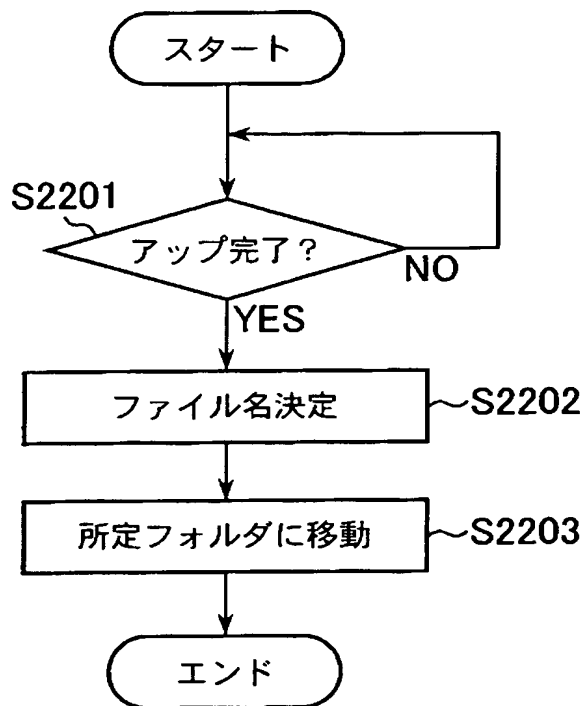 スタート
S2201
アップ完了？
NO
YES
ファイル名決定
S2202
所定フォルダに移動
S2203
エンド